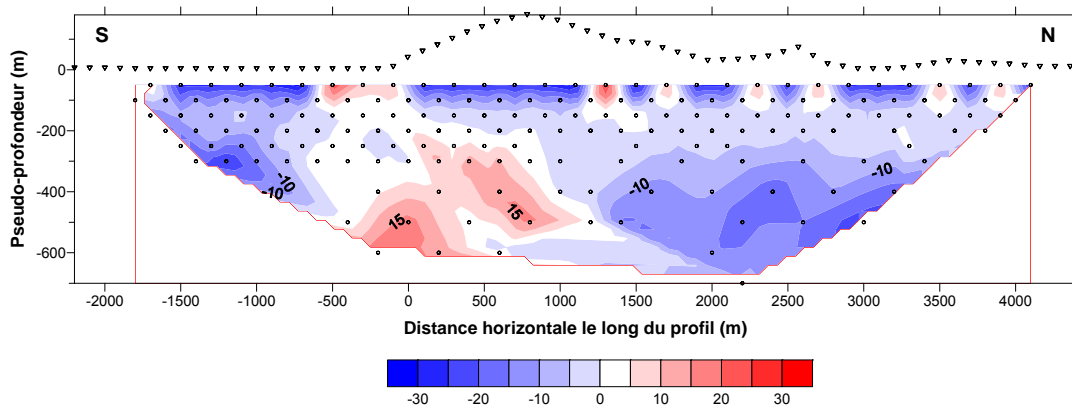 S N
Pseudo-profondeur (m)
0
-200
-400
-600
-10
-10
15
15
-10
-10
-2000 -1500 -1000 -500 0 500 1000 1500 2000 2500 3000 3500 4000
Distance horizontale le long du profil (m)
-30 -20 -10 0 10 20 30